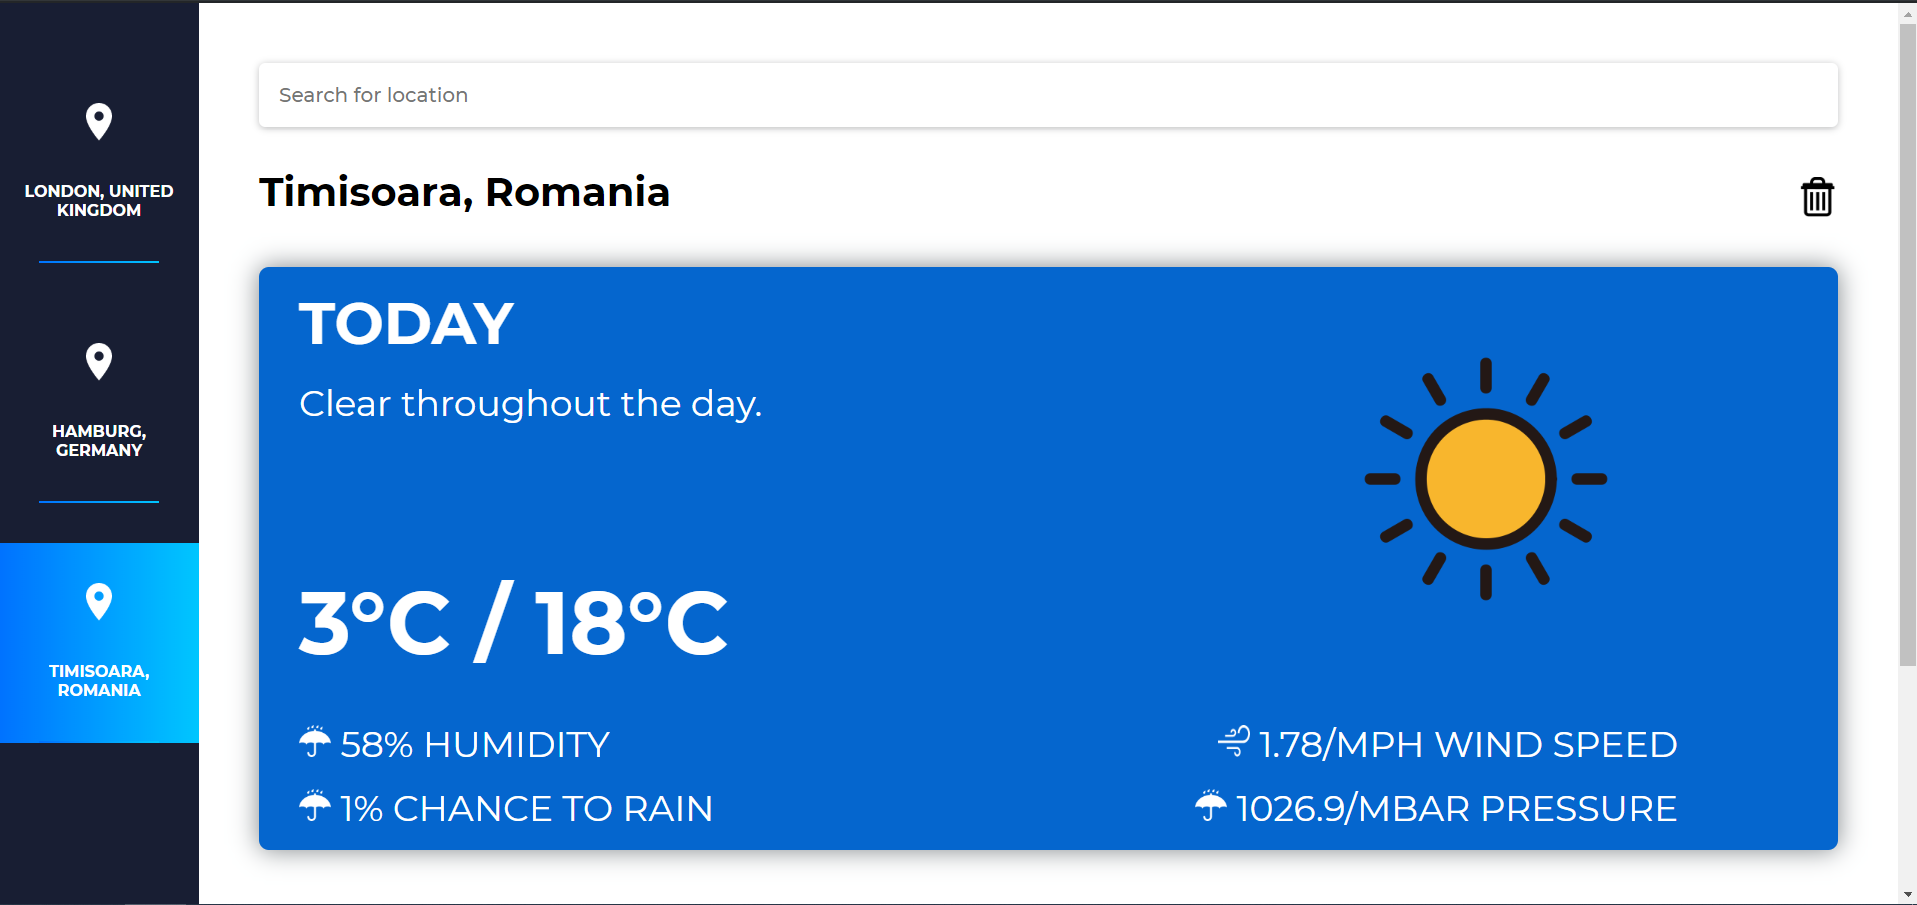 LONDON, UNITED
KINGDOM
HAMBURG,
GERMANY
TIMISOARA,
ROMANIA
Search for location
Timisoara, Romania
TODAY
Clear throughout the day.
3°C / 18°C
58% HUMIDITY
1.78/MPH WIND SPEED
1% CHANCE TO RAIN
1026.9/MBAR PRESSURE